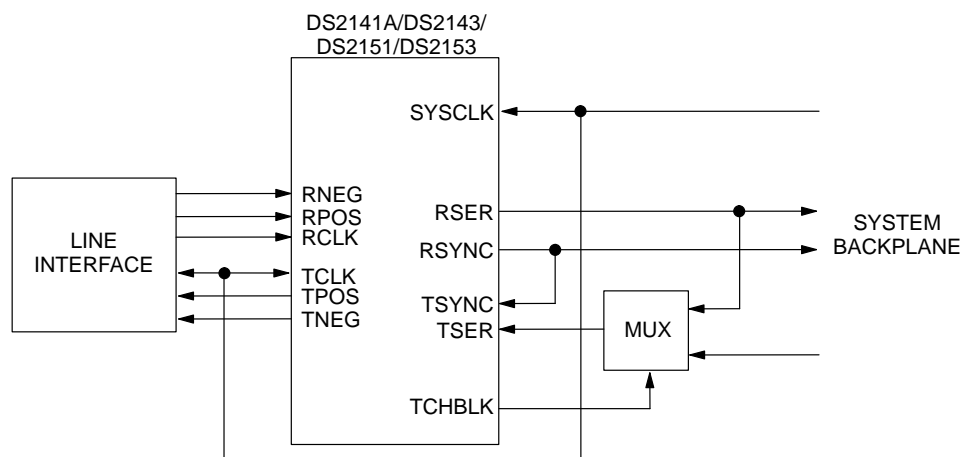 DS2141A/DS2143/
DS2151/DS2153
SYSCLK
RNEG
RPOS
RCLK
TCLK
TPOS
TNEG
LINE
INTERFACE
RSER
RSYNC
TSYNC
TSER
TCHBLK
MUX
SYSTEM
BACKPLANE